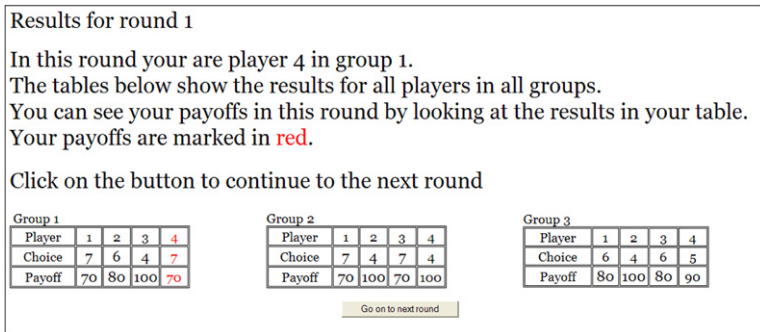 Results for round 1
In this round your are player 4 in group 1.
The tables below show the results for all players in all groups.
You can see your payoffs in this round by looking at the results in your table.
Your payoffs are marked in red.
Click on the button to continue to the next round
Group 1
Player 1 2 3 4
Choice 7 6 4 7
Payoff 70 80 100 70
Group 2
Player 1 2 3 4
Choice 7 4 7 4
Payoff 70 100 70 100
Group 3
Player 1 2 3 4
Choice 6 4 6 5
Payoff 80 100 80 90
Go on to next round